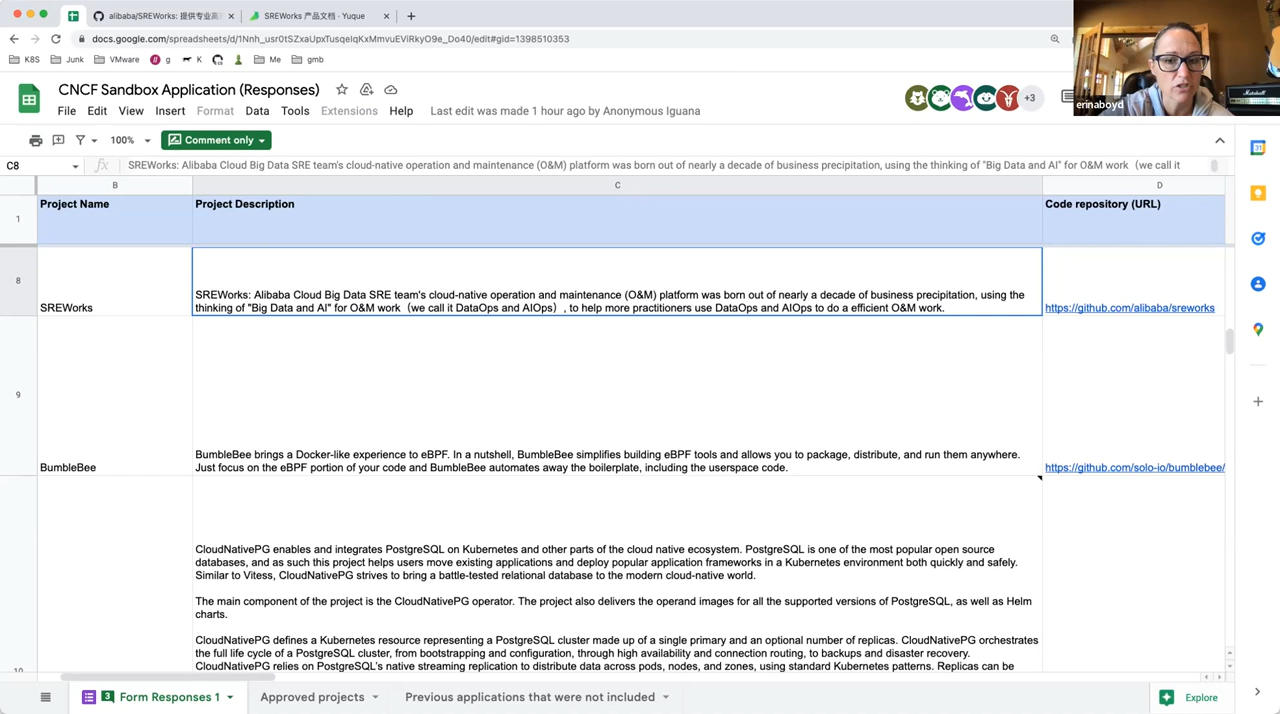 alibaba/SREWorks: 提供专业高
SREWorks 产品文档 · Yuque
docs.google.com/spreadsheets/d/1Nnh_usr0tSZxaUpxTusqeIqKxMmvuEViRkyO9e_Do40/edit#gid=1398510353
K8S
Junk
VMware
g
K
Me
gmb
erinaboyd
Marshall
CNCF Sandbox Application (Responses)
+3
File Edit View Insert Format Data Tools Extensions Help Last edit was made 1 hour ago by Anonymous Iguana
100% Comment only
31
C8 fx SREWorks: Alibaba Cloud Big Data SRE team's cloud-native operation and maintenance (O&M) platform was born out of nearly a decade of business precipitation, using the thinking of "Big Data and AI" for O&M work（we call it
B C D
1 Project Name Project Description Code repository (URL)
8
SREWorks: Alibaba Cloud Big Data SRE team's cloud-native operation and maintenance (O&M) platform was born out of nearly a decade of business precipitation, using the
SREWorks thinking of "Big Data and AI" for O&M work（we call it DataOps and AIOps）, to help more practitioners use DataOps and AIOps to do a efficient O&M work. https://github.com/alibaba/sreworks
9
BumbleBee brings a Docker-like experience to eBPF. In a nutshell, BumbleBee simplifies building eBPF tools and allows you to package, distribute, and run them anywhere.
BumbleBee Just focus on the eBPF portion of your code and BumbleBee automates away the boilerplate, including the userspace code. https://github.com/solo-io/bumblebee/
CloudNativePG enables and integrates PostgreSQL on Kubernetes and other parts of the cloud native ecosystem. PostgreSQL is one of the most popular open source
databases, and as such this project helps users move existing applications and deploy popular application frameworks in a Kubernetes environment both quickly and safely.
Similar to Vitess, CloudNativePG strives to bring a battle-tested relational database to the modern cloud-native world.
The main component of the project is the CloudNativePG operator. The project also delivers the operand images for all the supported versions of PostgreSQL, as well as Helm
charts.
CloudNativePG defines a Kubernetes resource representing a PostgreSQL cluster made up of a single primary and an optional number of replicas. CloudNativePG orchestrates
the full life cycle of a PostgreSQL cluster, from bootstrapping and configuration, through high availability and connection routing, to backups and disaster recovery.
CloudNativePG relies on PostgreSQL's native streaming replication to distribute data across pods, nodes, and zones, using standard Kubernetes patterns. Replicas can be
10
3 Form Responses 1 Approved projects Previous applications that were not included Explore